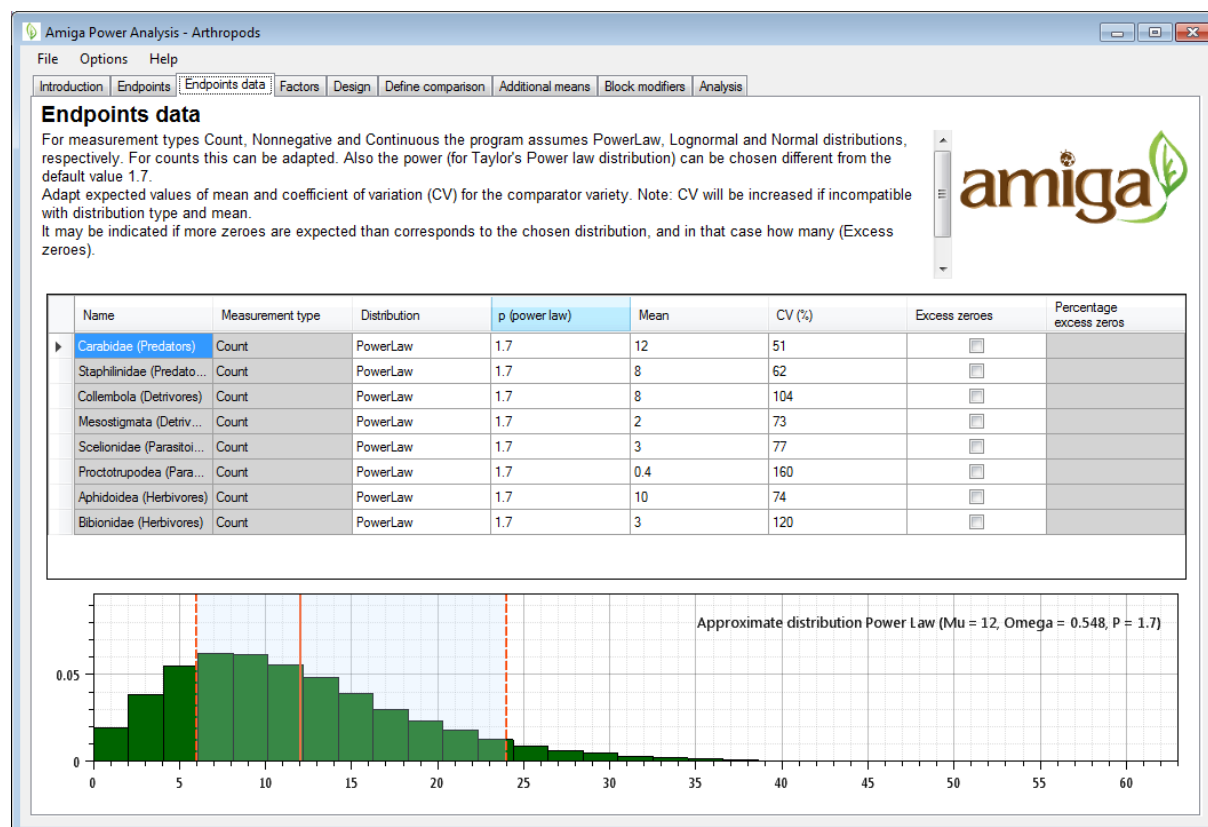 Amiga Power Analysis - Arthropods
File Options Help
Introduction Endpoints Endpoints data Factors Design Define comparison Additional means Block modifiers Analysis
Endpoints data
For measurement types Count, Nonnegative and Continuous the program assumes PowerLaw, Lognormal and Normal distributions,
respectively. For counts this can be adapted. Also the power (for Taylor's Power law distribution) can be chosen different from the
default value 1.7.
Adapt expected values of mean and coefficient of variation (CV) for the comparator variety. Note: CV will be increased if incompatible
with distribution type and mean.
It may be indicated if more zeroes are expected than corresponds to the chosen distribution, and in that case how many (Excess
zeroes).
amiga
Name Measurement type Distribution p (power law) Mean CV (%) Excess zeroes Percentage
excess zeros
Carabidae (Predators) Count PowerLaw 1.7 12 51
Staphilinidae (Predato... Count PowerLaw 1.7 8 62
Collembola (Detrivores) Count PowerLaw 1.7 8 104
Mesostigmata (Detriv... Count PowerLaw 1.7 2 73
Scelionidae (Parasitoi... Count PowerLaw 1.7 3 77
Proctotrupodea (Para... Count PowerLaw 1.7 0.4 160
Aphidoidea (Herbivores) Count PowerLaw 1.7 10 74
Bibionidae (Herbivores) Count PowerLaw 1.7 3 120
Approximate distribution Power Law (Mu = 12, Omega = 0.548, P = 1.7)
0.05
0
0 5 10 15 20 25 30 35 40 45 50 55 60